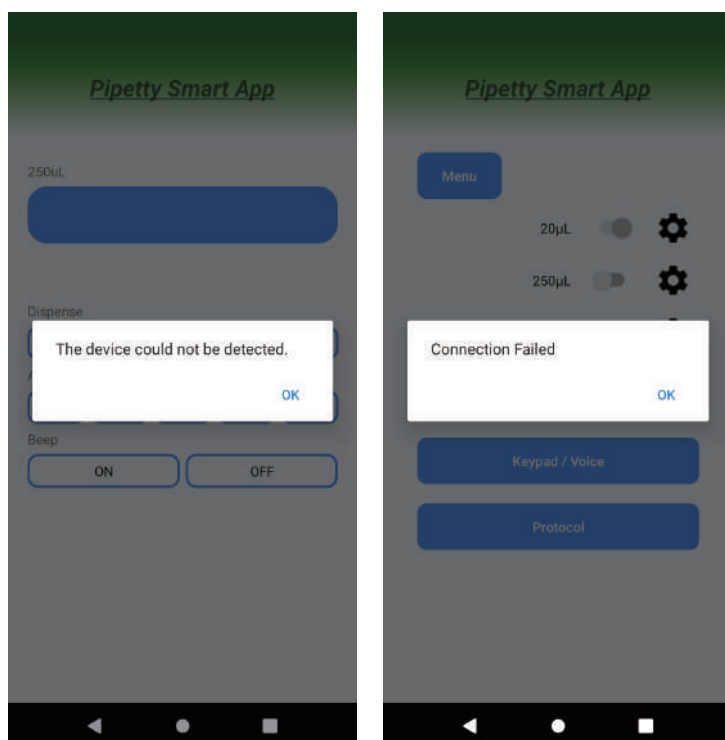 Pipetty Smart App
250uL
Dispense
The device could not be detected.
OK
Beep
ON
OFF
Pipetty Smart App
Menu
20µL
250µL
Connection Failed
OK
Keypad / Voice
Protocol